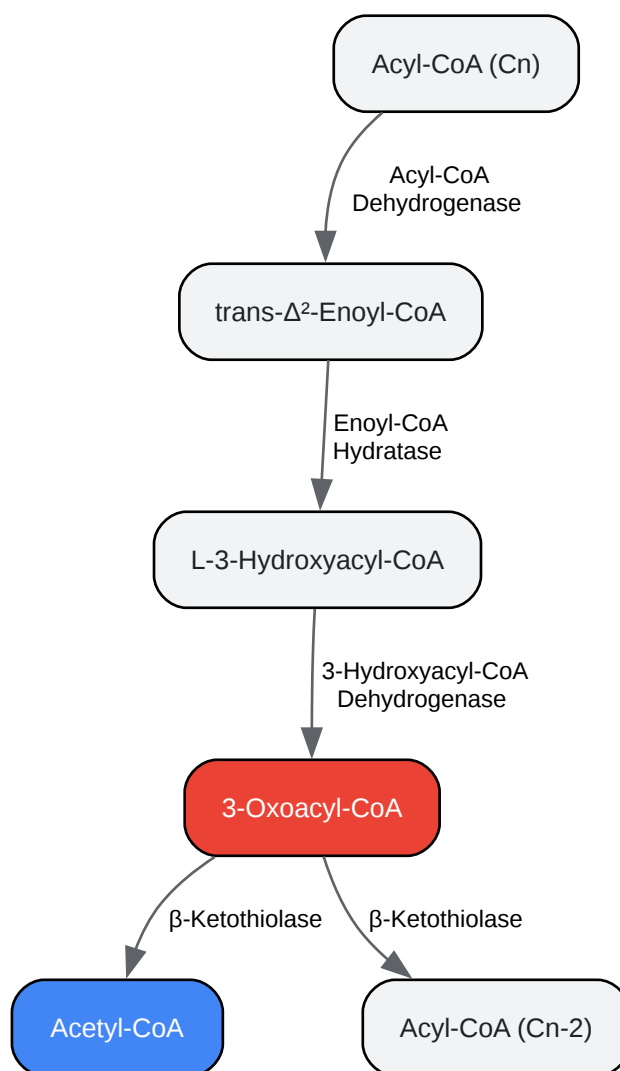 Acyl-CoA (Cn)
Acyl-CoA
Dehydrogenase
trans-Δ²-Enoyl-CoA
Enoyl-CoA
Hydratase
L-3-Hydroxyacyl-CoA
3-Hydroxyacyl-CoA
Dehydrogenase
3-Oxoacyl-CoA
β-Ketothiolase
β-Ketothiolase
Acetyl-CoA
Acyl-CoA (Cn-2)